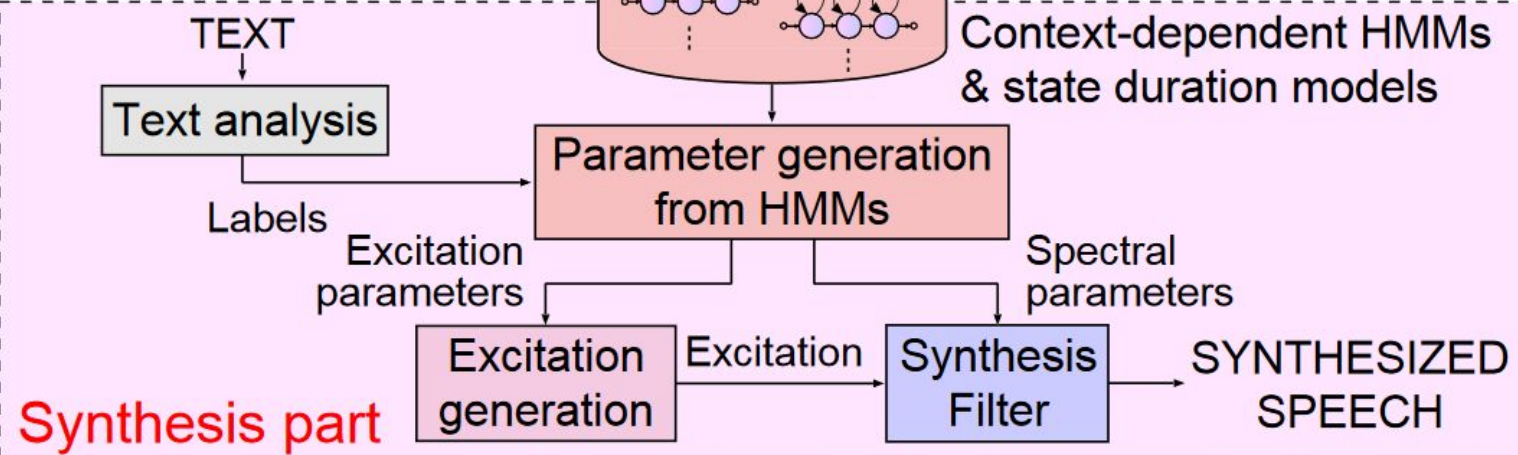 TEXT
Context-dependent HMMs
& state duration models
Text analysis
Parameter generation
from HMMs
Labels
Excitation
parameters
Spectral
parameters
Excitation
generation
Excitation
Synthesis
Filter
SYNTHESIZED
SPEECH
Synthesis part